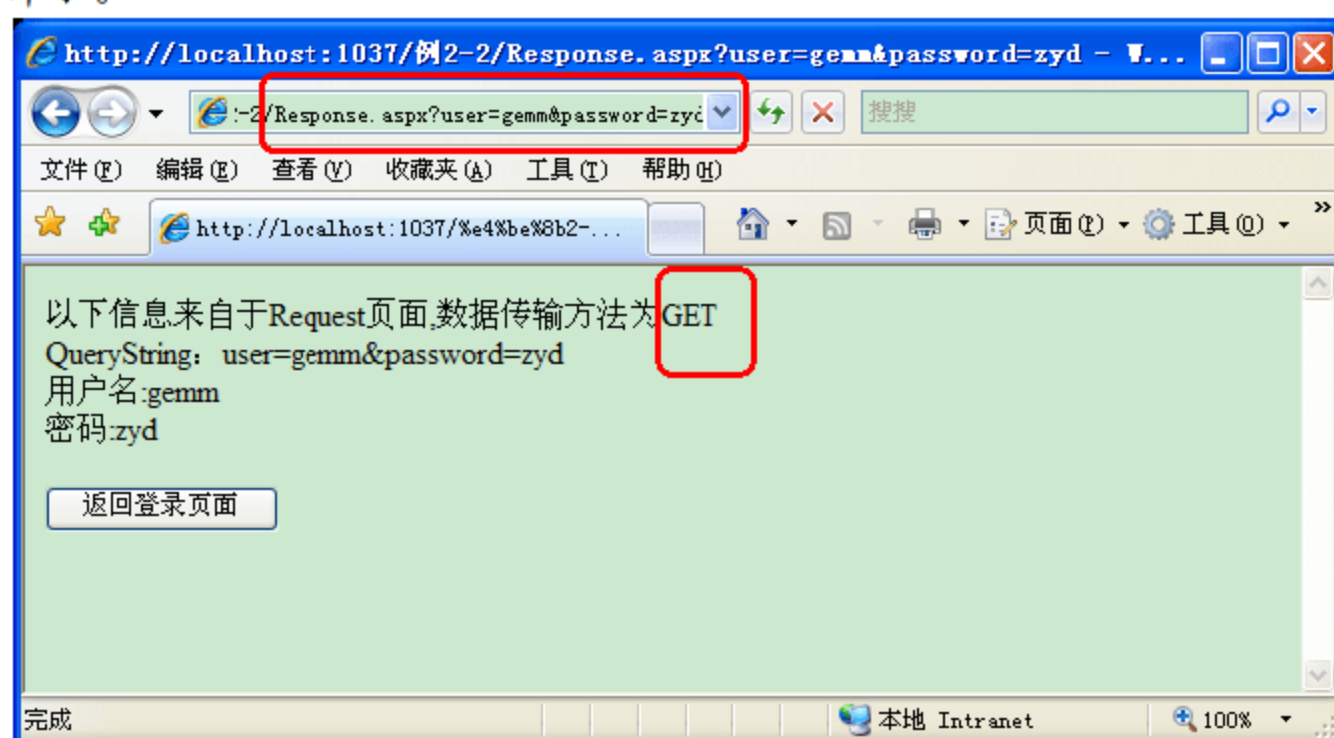 http://localhost:1037/例2-2/Response.aspx?user=gemm&password=zyd - W...
:-2/Response.aspx?user=gemm&password=zyd
搜搜
文件(F) 编辑(E) 查看(V) 收藏夹(A) 工具(T) 帮助(H)
http://localhost:1037/%e4%be%8b2-...
页面(P) 工具(O) »
以下信息来自于Request页面,数据传输方法为GET
QueryString：user=gemm&password=zyd
用户名:gemm
密码:zyd
返回登录页面
完成 本地 Intranet 100%